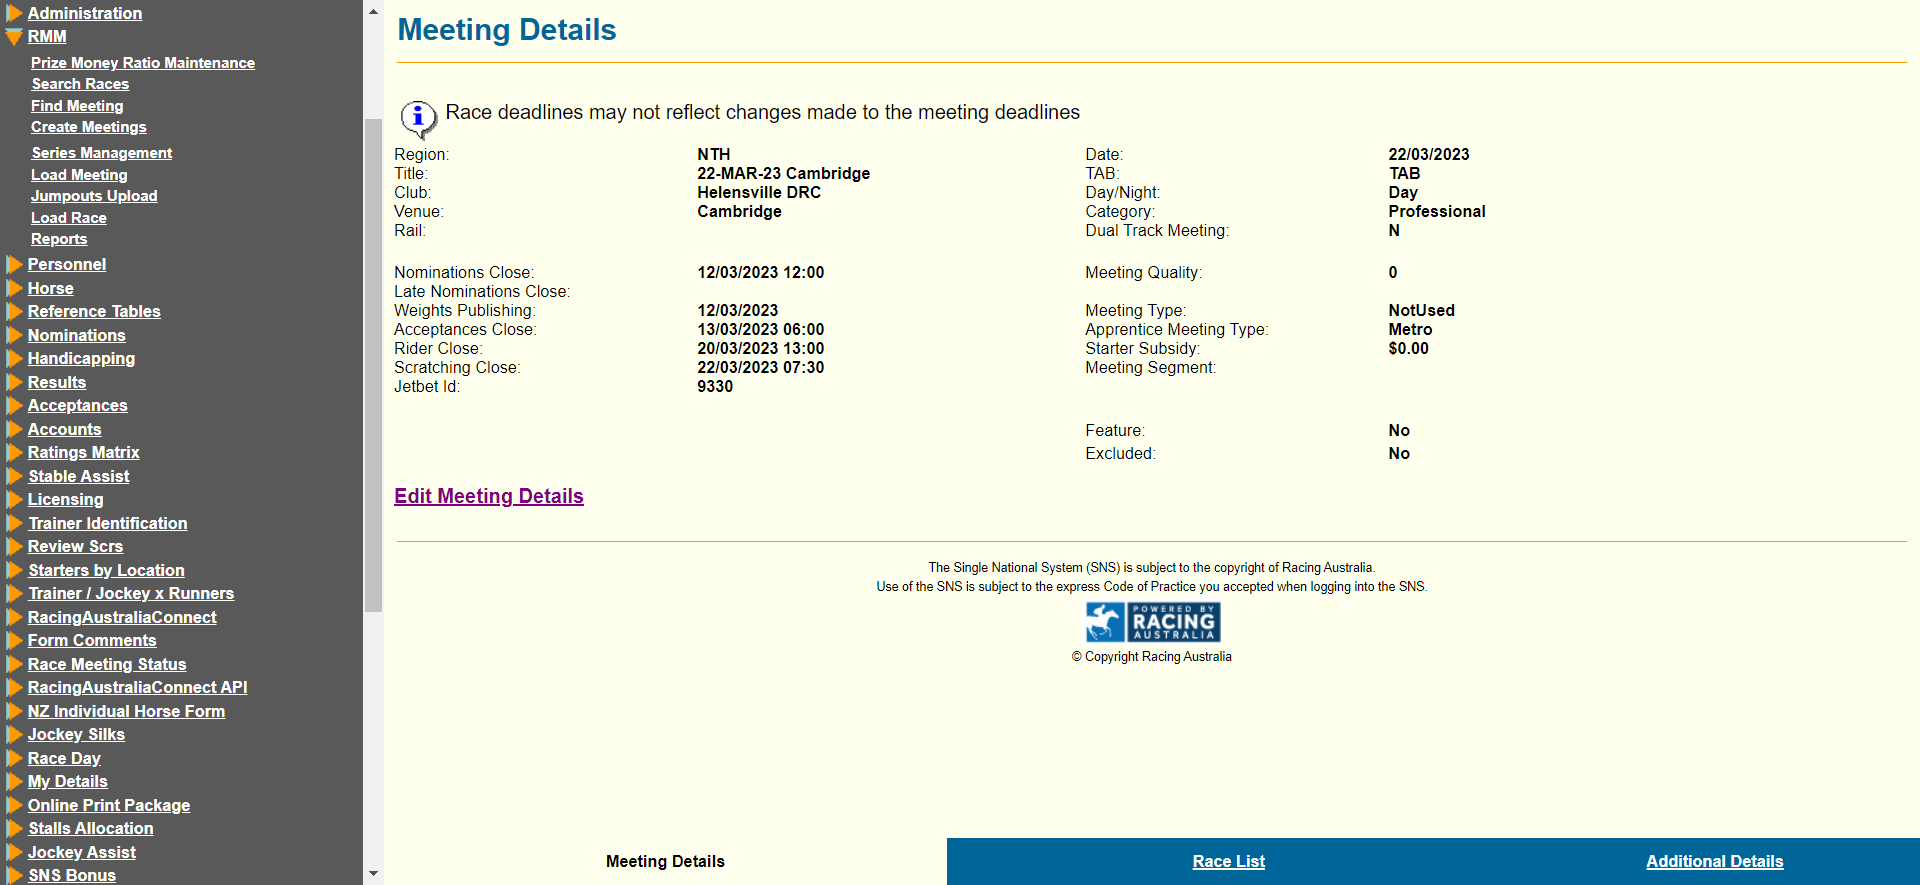 Administration
RMM
Prize Money Ratio Maintenance
Search Races
Find Meeting
Create Meetings
Series Management
Load Meeting
Jumpouts Upload
Load Race
Reports
Personnel
Horse
Reference Tables
Nominations
Handicapping
Results
Acceptances
Accounts
Ratings Matrix
Stable Assist
Licensing
Trainer Identification
Review Scrs
Starters by Location
Trainer / Jockey x Runners
RacingAustraliaConnect
Form Comments
Race Meeting Status
RacingAustraliaConnect API
NZ Individual Horse Form
Jockey Silks
Race Day
My Details
Online Print Package
Stalls Allocation
Jockey Assist
SNS Bonus
Meeting Details
Race deadlines may not reflect changes made to the meeting deadlines
Region: NTH Date: 22/03/2023
Title: 22-MAR-23 Cambridge TAB: TAB
Club: Helensville DRC Day/Night: Day
Venue: Cambridge Category: Professional
Rail: Dual Track Meeting: N
Nominations Close: 12/03/2023 12:00 Meeting Quality: 0
Late Nominations Close:
Weights Publishing: 12/03/2023 Meeting Type: NotUsed
Acceptances Close: 13/03/2023 06:00 Apprentice Meeting Type: Metro
Rider Close: 20/03/2023 13:00 Starter Subsidy: $0.00
Scratching Close: 22/03/2023 07:30 Meeting Segment:
Jetbet Id: 9330
Feature: No
Excluded: No
Edit Meeting Details
The Single National System (SNS) is subject to the copyright of Racing Australia.
Use of the SNS is subject to the express Code of Practice you accepted when logging into the SNS.
POWERED BY
RACING
AUSTRALIA
© Copyright Racing Australia
Meeting Details Race List Additional Details